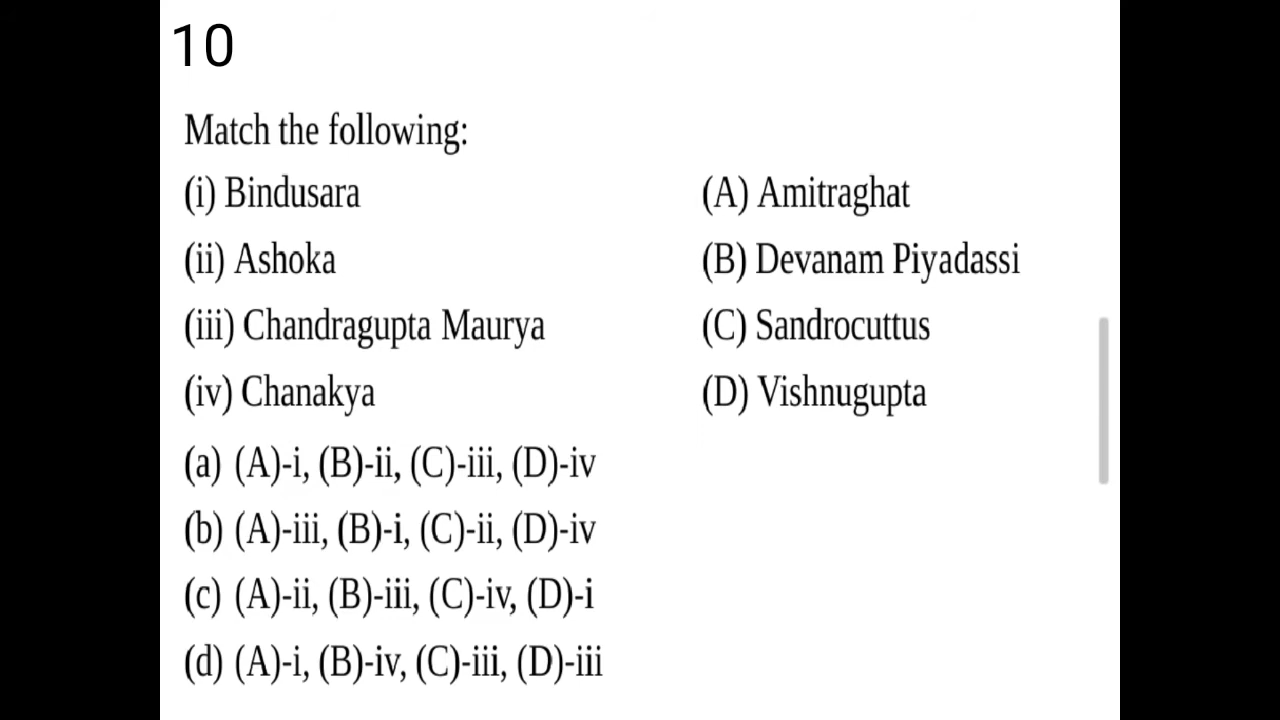 10
Match the following:
(i) Bindusara (A) Amitraghat
(ii) Ashoka (B) Devanam Piyadassi
(iii) Chandragupta Maurya (C) Sandrocuttus
(iv) Chanakya (D) Vishnugupta
(a) (A)-i, (B)-ii, (C)-iii, (D)-iv
(b) (A)-iii, (B)-i, (C)-ii, (D)-iv
(c) (A)-ii, (B)-iii, (C)-iv, (D)-i
(d) (A)-i, (B)-iv, (C)-iii, (D)-iii